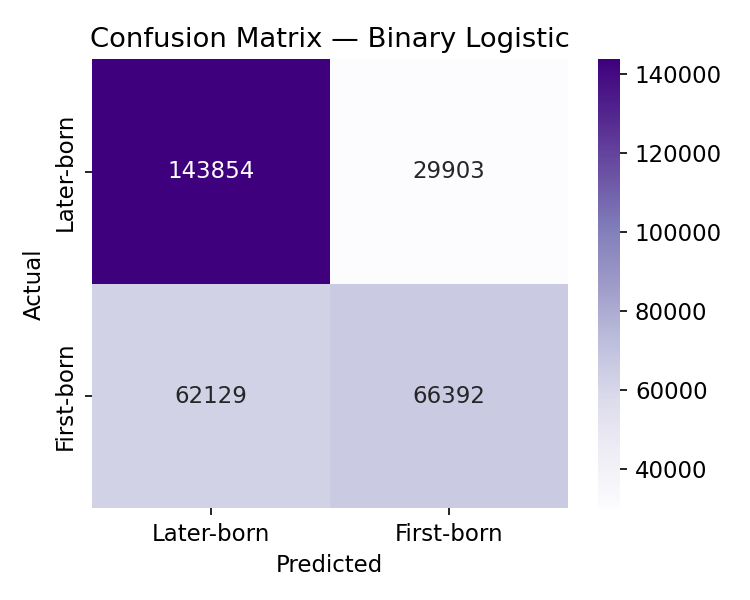 Confusion Matrix — Binary Logistic
Actual
Later-born
First-born
143854
29903
62129
66392
Later-born
First-born
Predicted
140000
120000
100000
80000
60000
40000